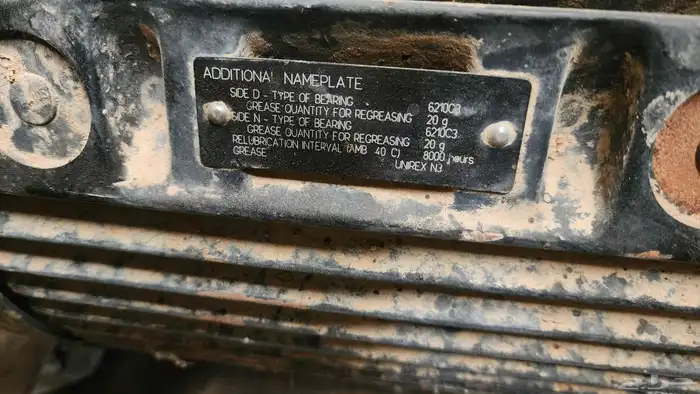 ADDITIONAL NAMEPLATE
SIDE D - TYPE OF BEARING 6210C3
GREASE QUANTITY FOR REGREASING 20 g
SIDE N - TYPE OF BEARING 6210C3
GREASE QUANTITY FOR REGREASING 20 g
RELUBRICATION INTERVAL (AMB 40 C) 8000 hours
GREASE UNIREX N3